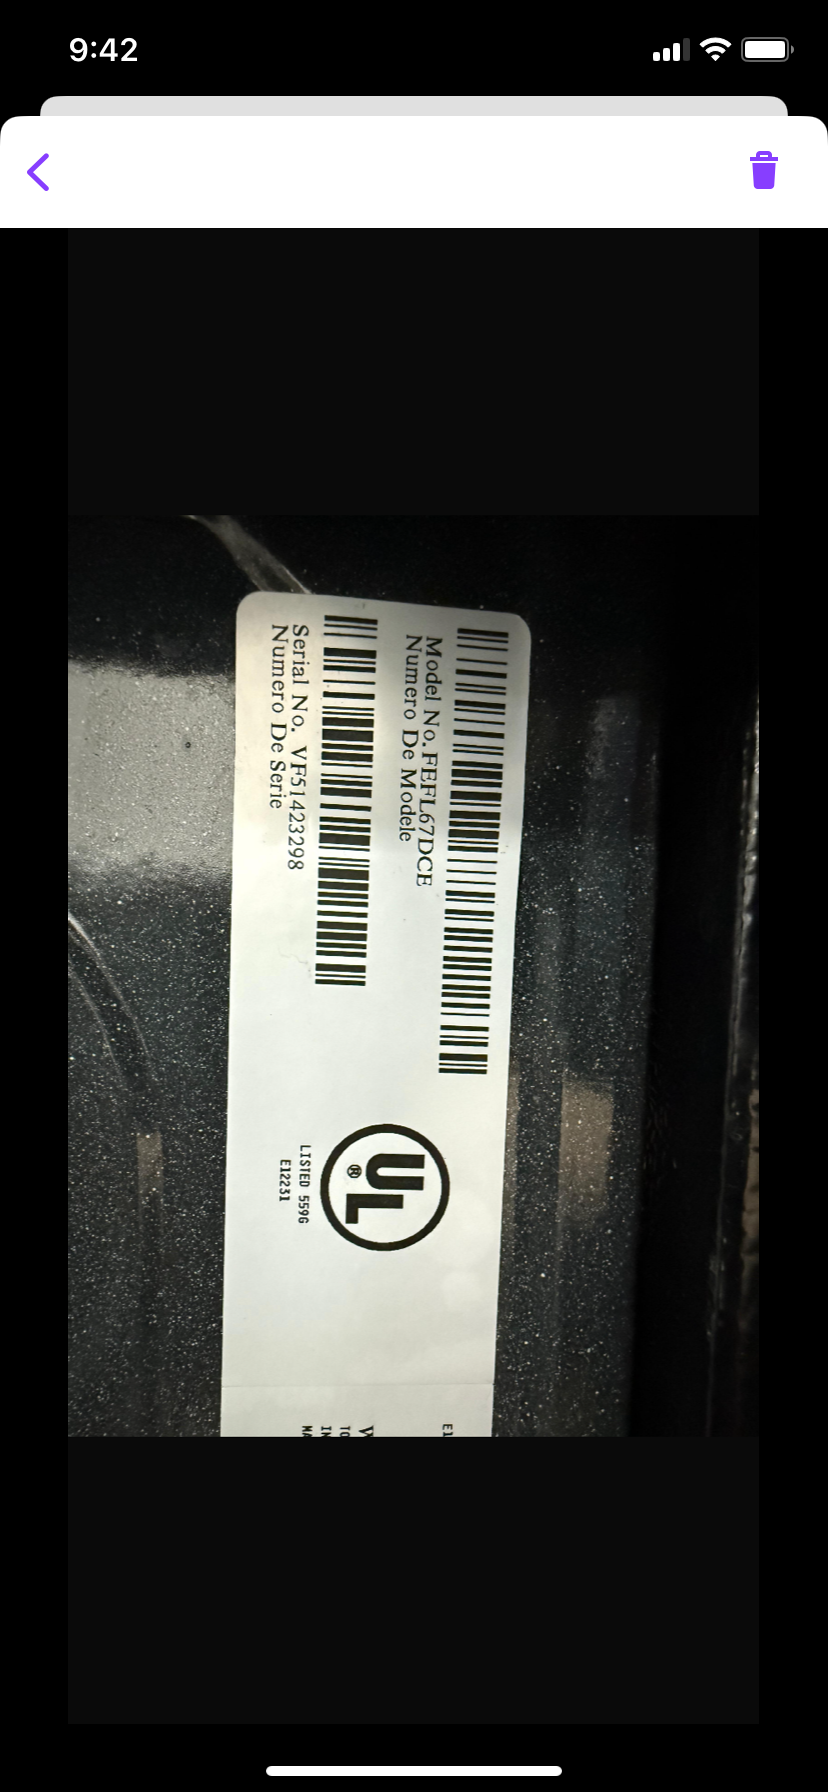 9:42
Model No. FEFL67DCE
Numero De Modele
Serial No. VF51423298
Numero De Serie
UL
®
LISTED 559G
E12231